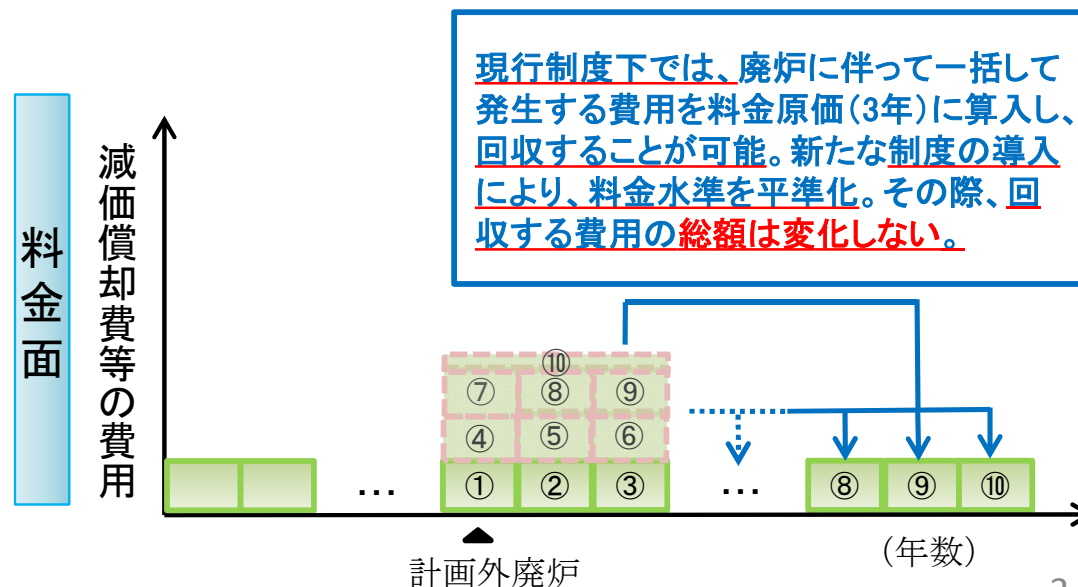 現行制度下では、廃炉に伴って一括して
発生する費用を料金原価(3年)に算入し、
回収することが可能。新たな制度の導入
により、料金水準を平準化。その際、回
収する費用の総額は変化しない。
料金面
減価償却費等の費用
⑩
⑦ ⑧ ⑨
④ ⑤ ⑥
… ① ② ③ … ⑧ ⑨ ⑩
計画外廃炉
(年数)